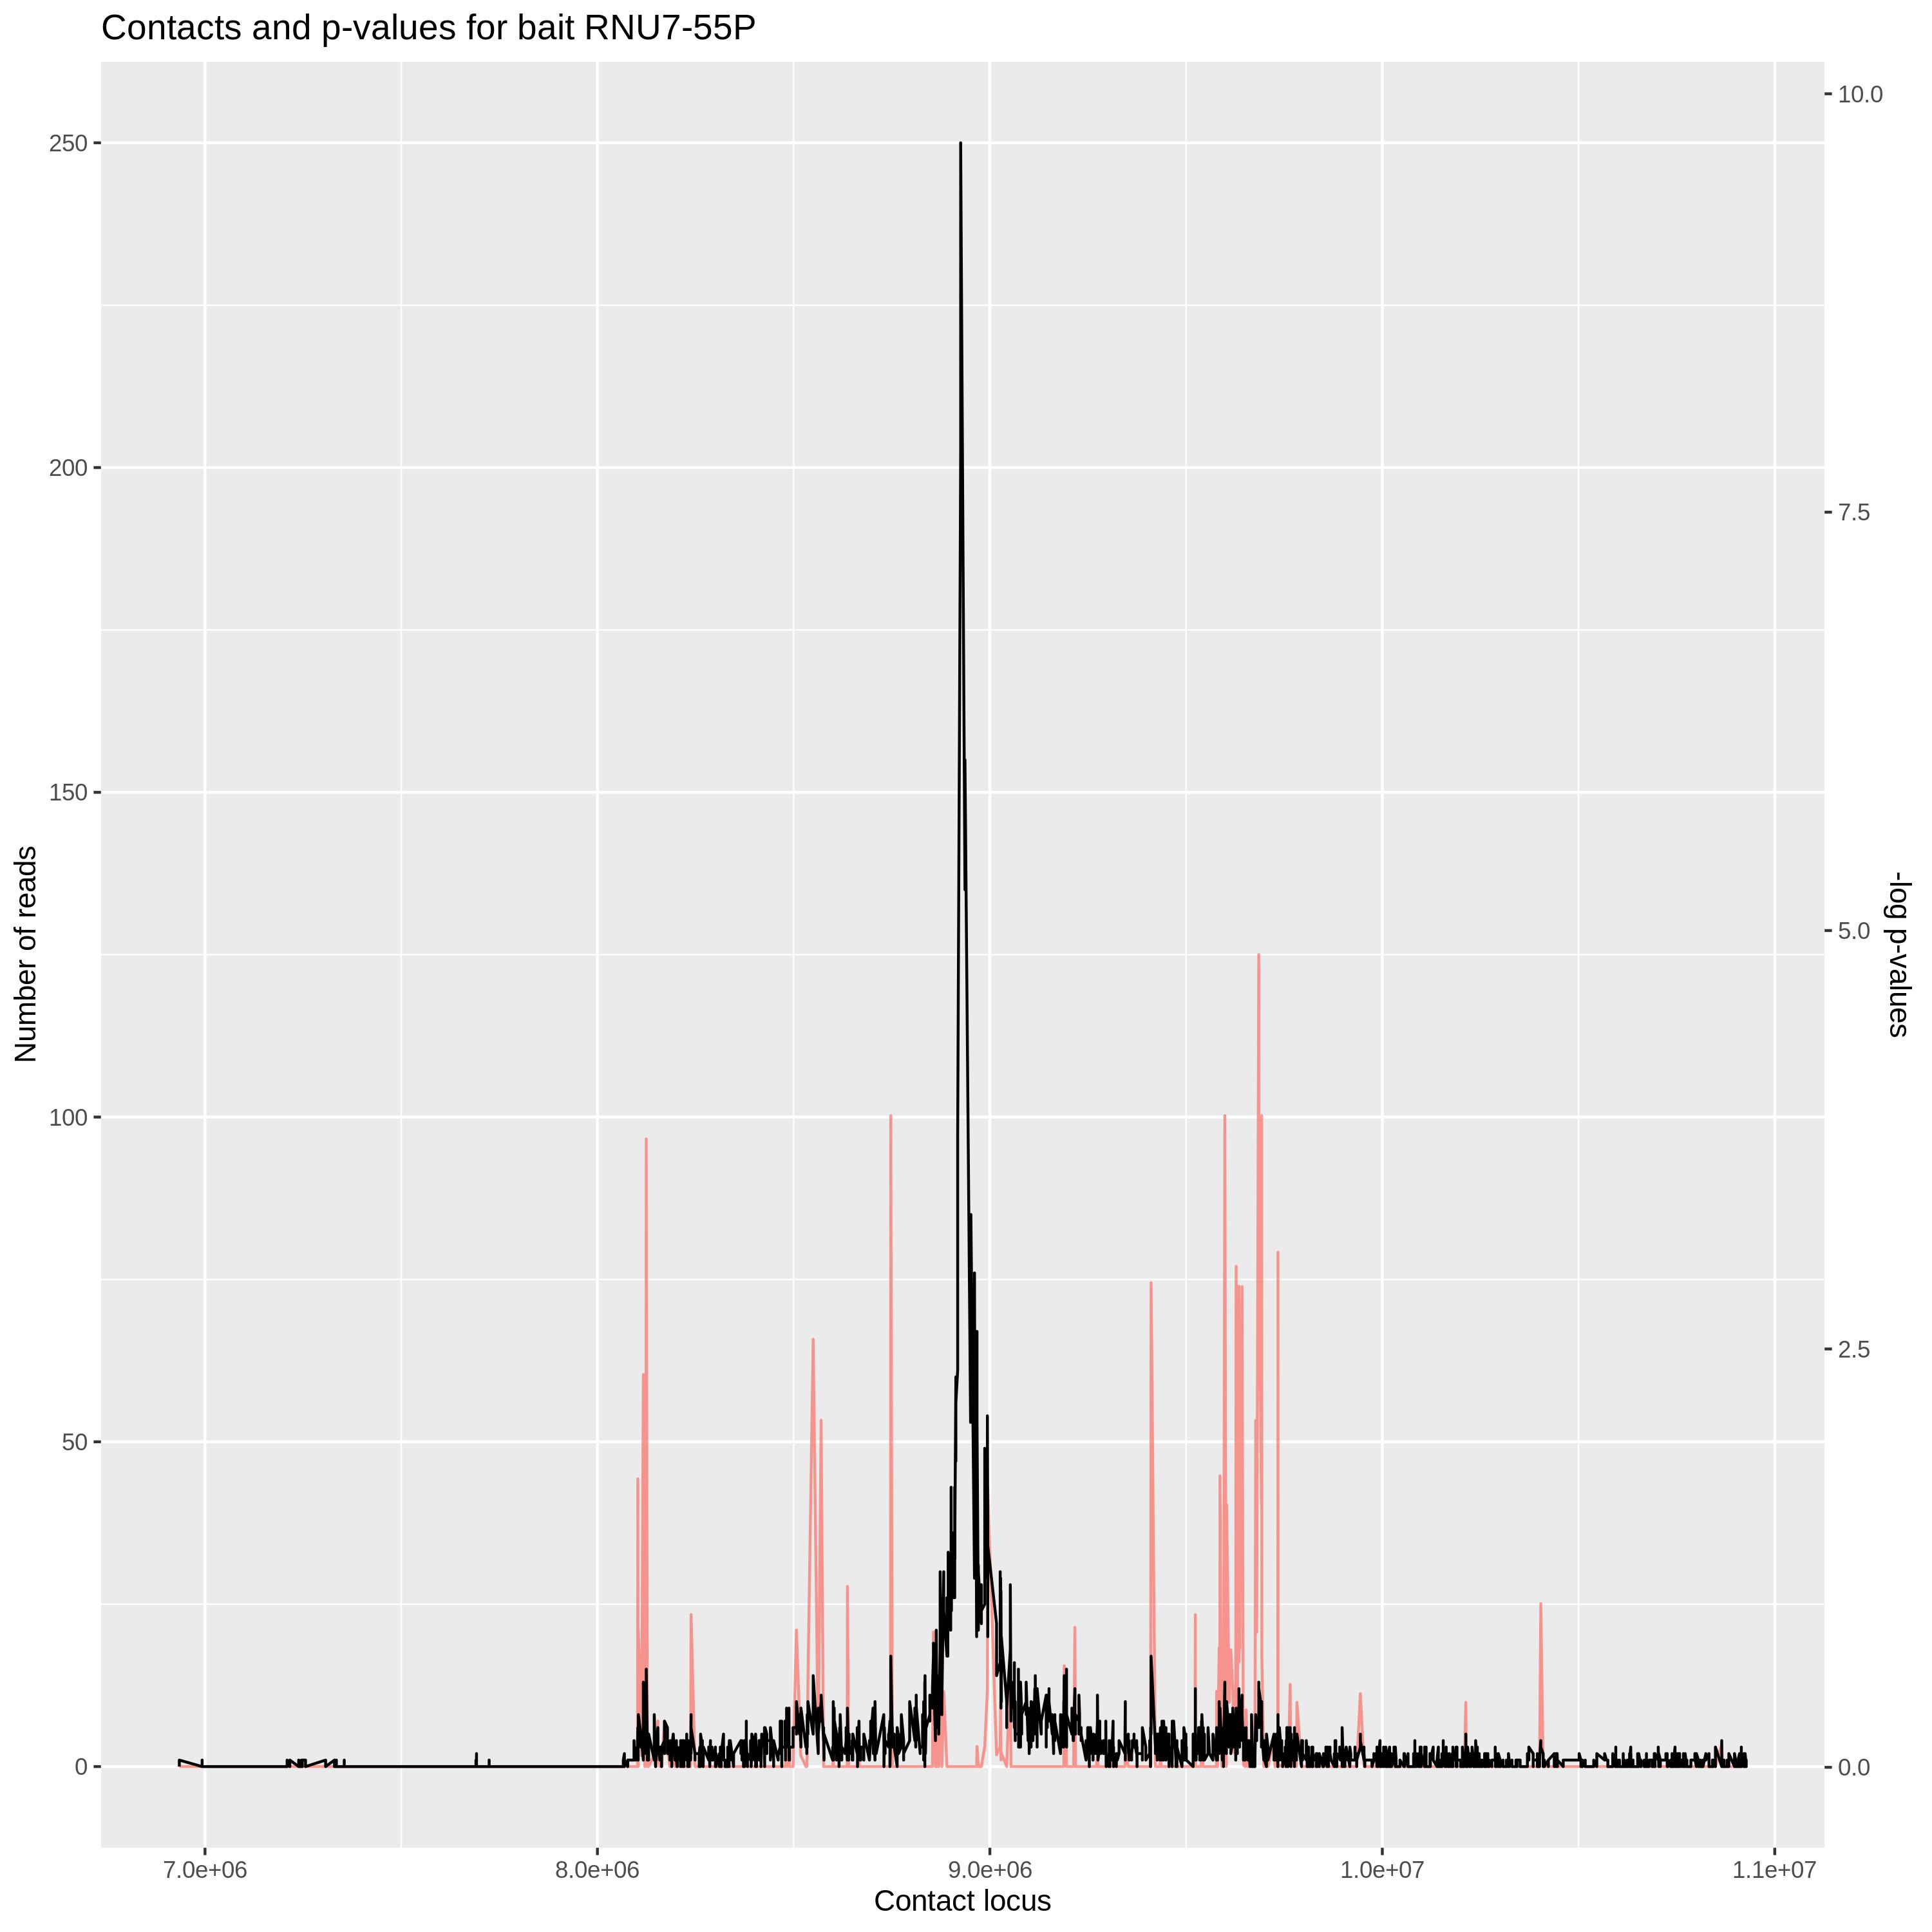 Contacts and p-values for bait RNU7-55P
250
200
150
100
50
0
Number of reads
10.0
7.5
5.0
2.5
0.0
-log p-values
7.0e+06
8.0e+06
9.0e+06
1.0e+07
1.1e+07
Contact locus